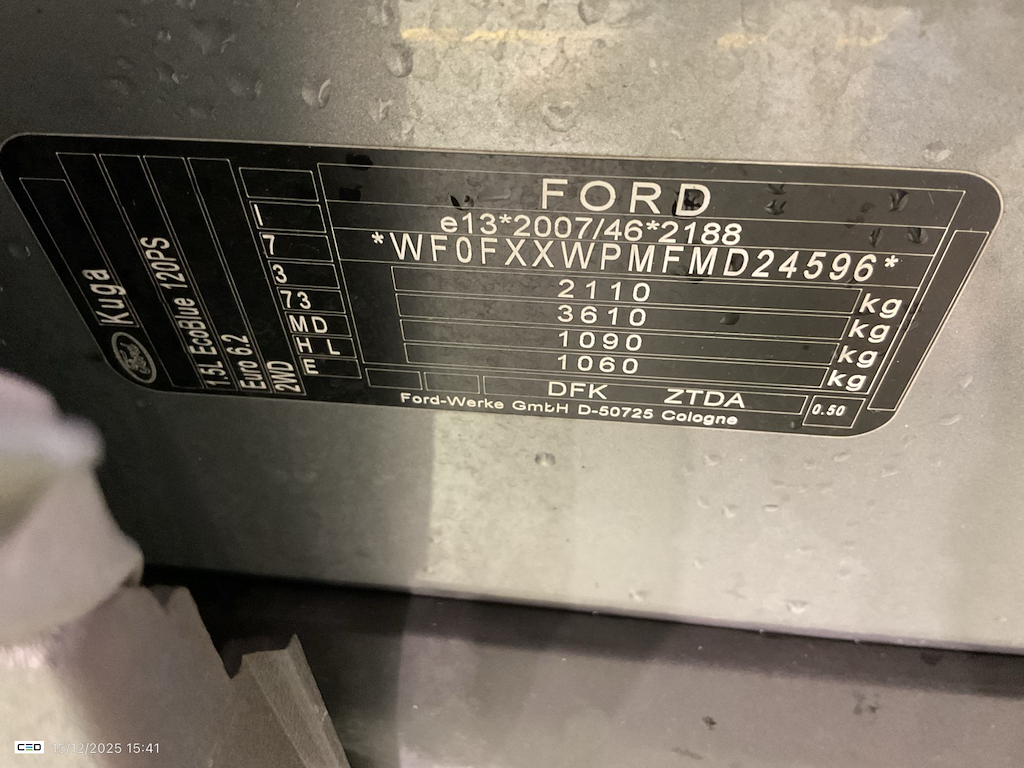 FORD
e13*2007/46*2188
*WF0FXXWPMFMD24596*
2110 kg
3610 kg
1090 kg
1060 kg
DFK ZTDA
0.50
Ford-Werke GmbH D-50725 Cologne
Ford
Kuga
1.5L EcoBlue 120PS
Euro 6.2
2WD
I
7
3
73
MD
H L
E
CEO 15/12/2025 15:41